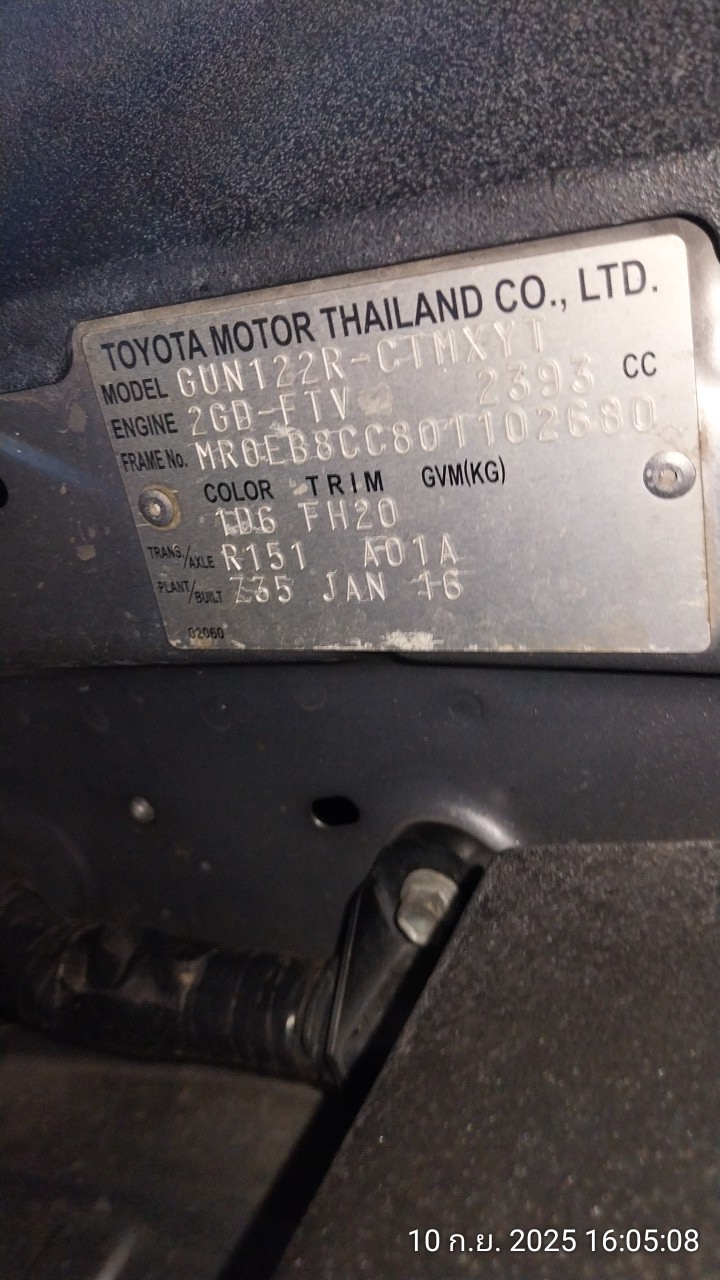 TOYOTA MOTOR THAILAND CO., LTD.
MODEL GUN122R-CTMXYT
ENGINE 2GD-FTV 2393 CC
FRAME No. MR0EB8CC801102680
COLOR TRIM GVM(KG)
1D6 FH20
TRANS./AXLE R151 A01A
PLANT/BUILT Z35 JAN 16
02060
10 ก.ย. 2025 16:05:08